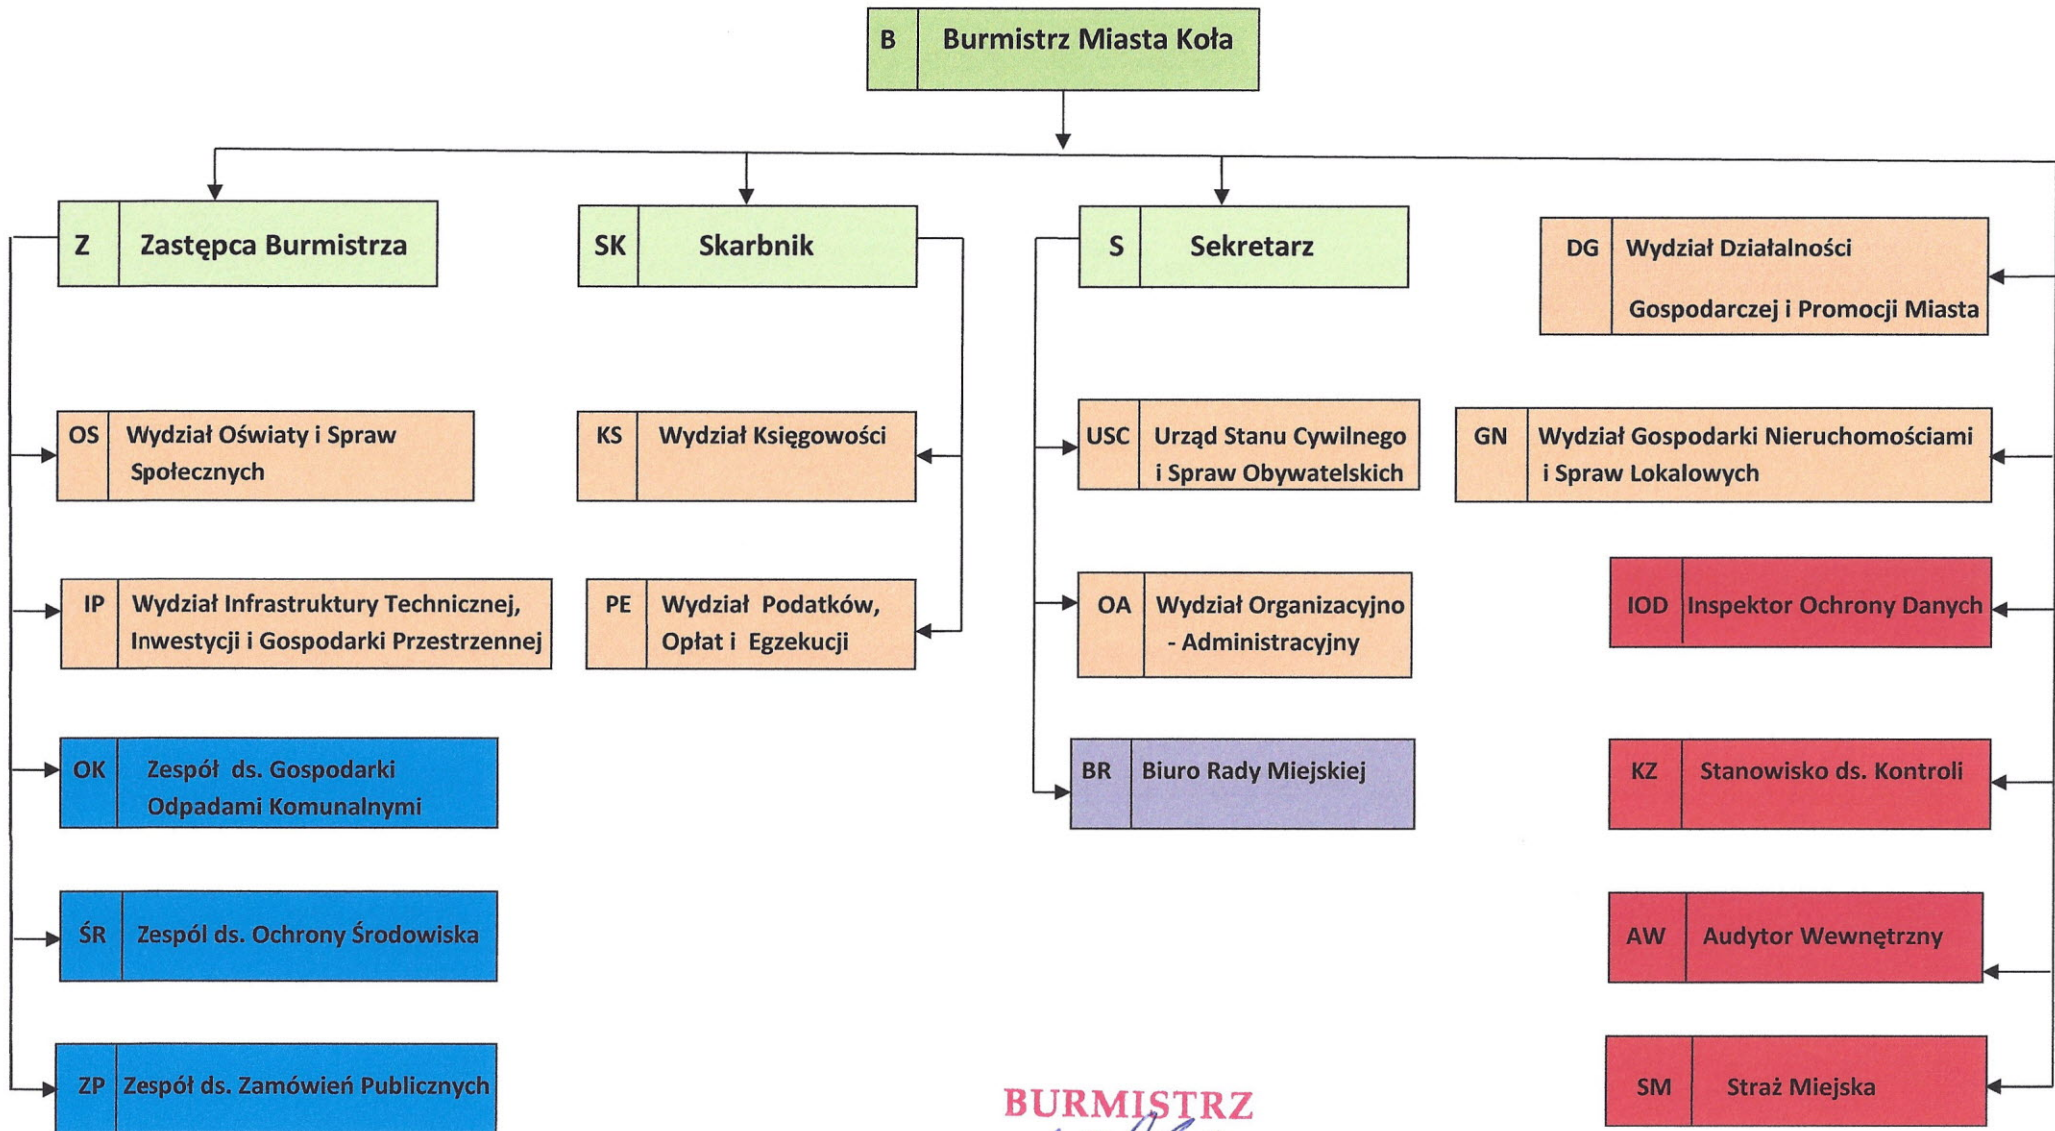 B Burmistrz Miasta Koła
Z Zastępca Burmistrza
SK Skarbnik
S Sekretarz
DG Wydział Działalności
Gospodarczej i Promocji Miasta
OS Wydział Oświaty i Spraw
Społecznych
KS Wydział Księgowości
USC Urząd Stanu Cywilnego
i Spraw Obywatelskich
GN Wydział Gospodarki Nieruchomościami
i Spraw Lokalowych
IP Wydział Infrastruktury Technicznej,
Inwestycji i Gospodarki Przestrzennej
PE Wydział Podatków,
Opłat i Egzekucji
OA Wydział Organizacyjno
- Administracyjny
IOD Inspektor Ochrony Danych
OK Zespół ds. Gospodarki
Odpadami Komunalnymi
BR Biuro Rady Miejskiej
KZ Stanowisko ds. Kontroli
ŚR Zespól ds. Ochrony Środowiska
AW Audytor Wewnętrzny
ZP Zespół ds. Zamówień Publicznych
SM Straż Miejska
BURMISTRZ